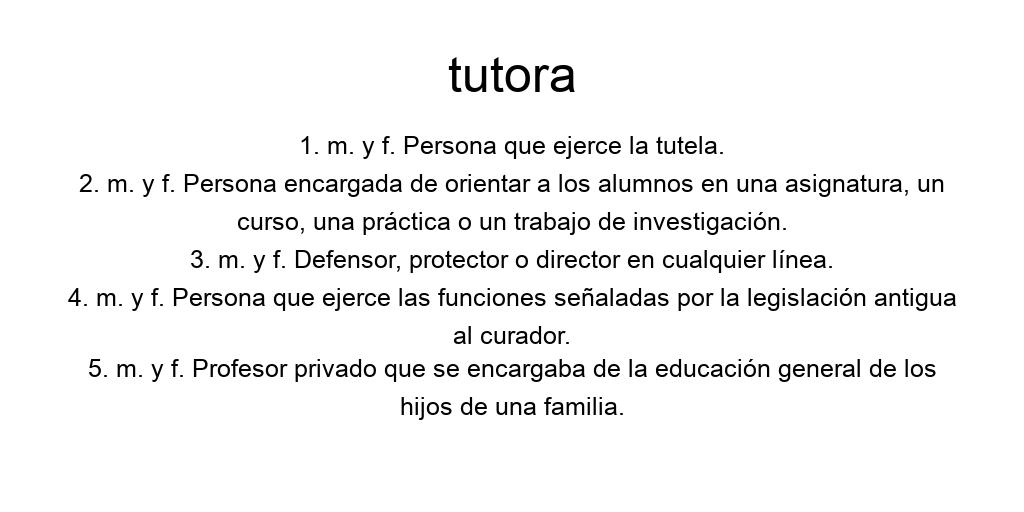 tutora
1. m. y f. Persona que ejerce la tutela.
2. m. y f. Persona encargada de orientar a los alumnos en una asignatura, un
curso, una práctica o un trabajo de investigación.
3. m. y f. Defensor, protector o director en cualquier línea.
4. m. y f. Persona que ejerce las funciones señaladas por la legislación antigua
al curador.
5. m. y f. Profesor privado que se encargaba de la educación general de los
hijos de una familia.